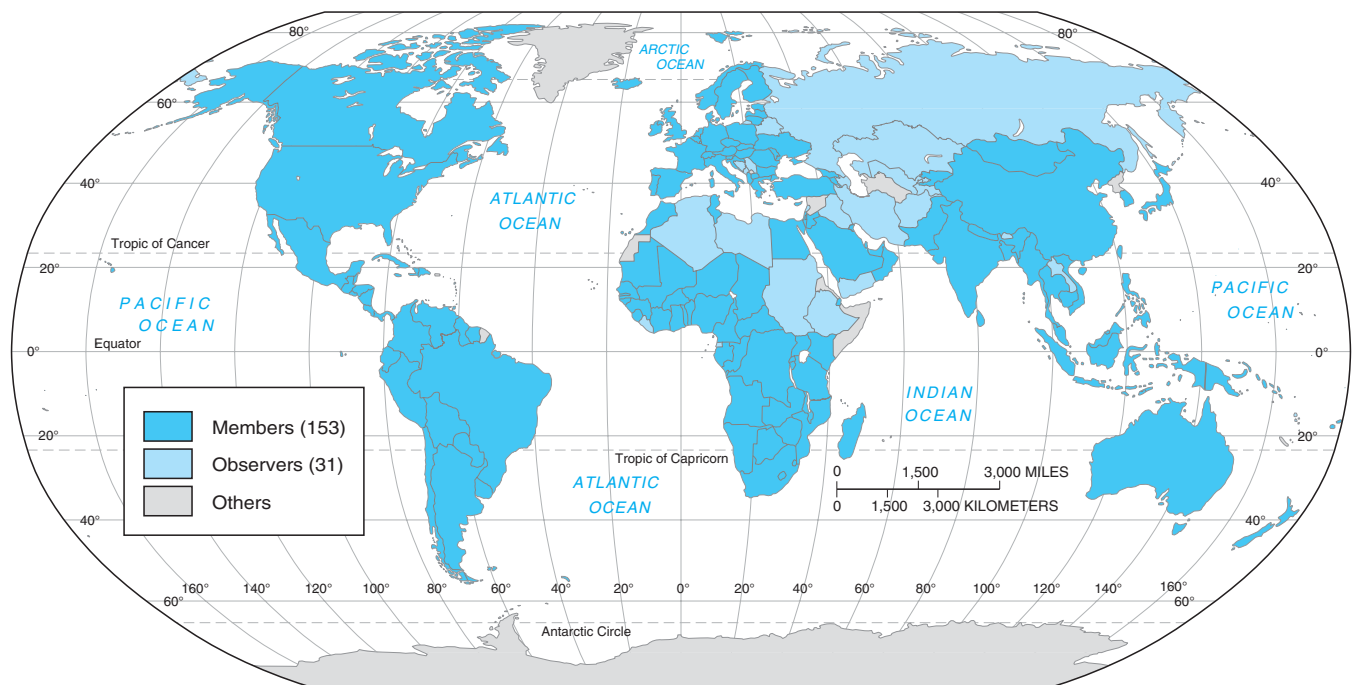 80°
80°
ARCTIC
OCEAN
60°
40°
40°
ATLANTIC
OCEAN
Tropic of Cancer
20°
20°
PACIFIC
OCEAN
PACIFIC
OCEAN
Equator
0°
0°
INDIAN
OCEAN
Members (153)
Observers (31)
Others
20°
20°
Tropic of Capricorn
ATLANTIC
OCEAN
0 1,500 3,000 MILES
0 1,500 3,000 KILOMETERS
40°
40°
160° 140° 120° 100° 80° 60° 40° 20° 0° 20° 40° 60° 80° 100° 120° 140° 160°
60°
60°
Antarctic Circle